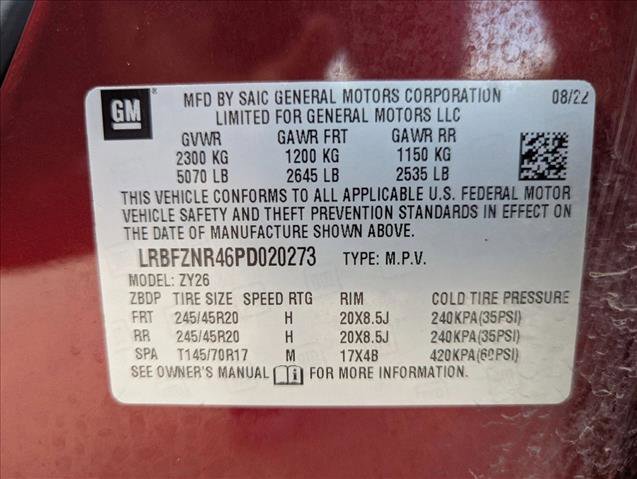 GM ® MFD BY SAIC GENERAL MOTORS CORPORATION 08/22
LIMITED FOR GENERAL MOTORS LLC
GVWR GAWR FRT GAWR RR
2300 KG 1200 KG 1150 KG
5070 LB 2645 LB 2535 LB
THIS VEHICLE CONFORMS TO ALL APPLICABLE U.S. FEDERAL MOTOR
VEHICLE SAFETY AND THEFT PREVENTION STANDARDS IN EFFECT ON
THE DATE OF MANUFACTURE SHOWN ABOVE.
LRBFZNR46PD020273 TYPE: M.P.V.
MODEL: ZY26
ZBDP TIRE SIZE SPEED RTG RIM COLD TIRE PRESSURE
FRT 245/45R20 H 20X8.5J 240KPA(35PSI)
RR 245/45R20 H 20X8.5J 240KPA(35PSI)
SPA T145/70R17 M 17X4B 420KPA(60PSI)
SEE OWNER'S MANUAL i FOR MORE INFORMATION.